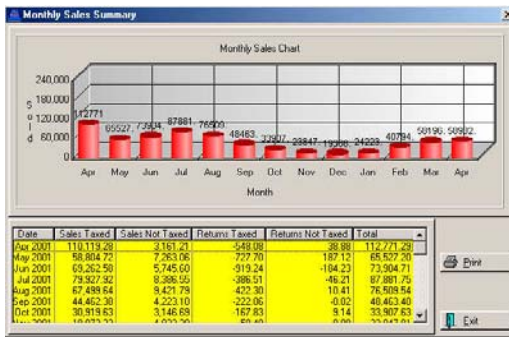 Monthly Sales Summary
Monthly Sales Chart
240,000
180,000
120,000
60,000
0
Sold
112771
65527.
73904.
87881.
76509.
48463.
33907.
23847.
24223.
40794.
58196.
58932.
Apr May Jun Jul Aug Sep Oct Nov Dec Jan Feb Mar Apr
Month
Date Sales Taxed Sales Not Taxed Returns Taxed Returns Not Taxed Total
Apr 2001 110,119.28 3,161.21 -548.08 38.88 112,771.29
May 2001 58,804.72 7,263.06 -727.70 187.12 65,527.20
Jun 2001 69,262.58 5,745.60 -919.24 -184.23 73,904.71
Jul 2001 79,927.92 8,386.55 -386.51 -46.21 87,881.75
Aug 2001 67,499.64 9,421.79 -422.30 10.41 76,509.54
Sep 2001 44,462.38 4,223.10 -222.06 -0.02 48,463.40
Oct 2001 30,919.63 3,146.69 -167.83 9.14 33,907.63
Print
Exit